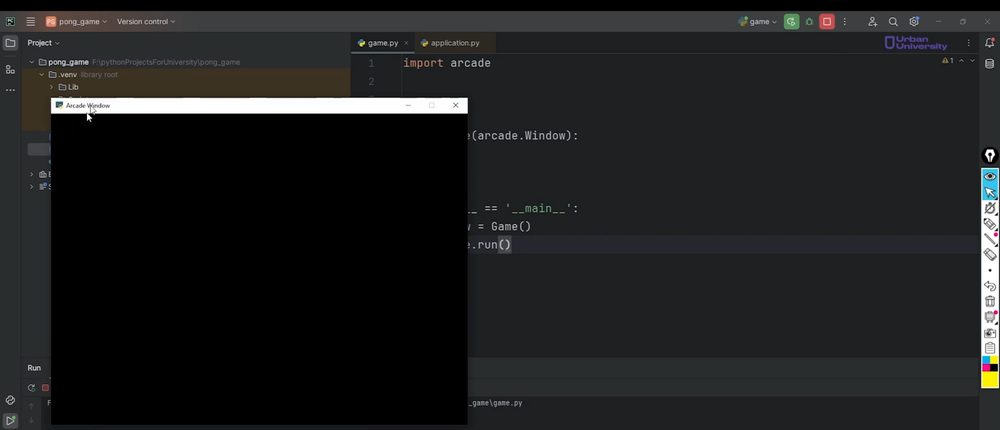 PC
PG pong_game
Version control
game
Project
game.py
application.py
Urban
University
pong_game F:\pythonProjectsForUniversity\pong_game
1 import arcade
1
.venv library root
2
Lib
Arcade Window
(arcade.Window):
== '__main__':
= Game()
.run()
Run
_game\game.py